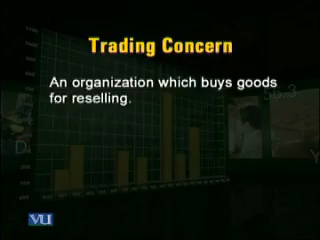 Trading Concern
An organization which buys goods
for reselling.
VU